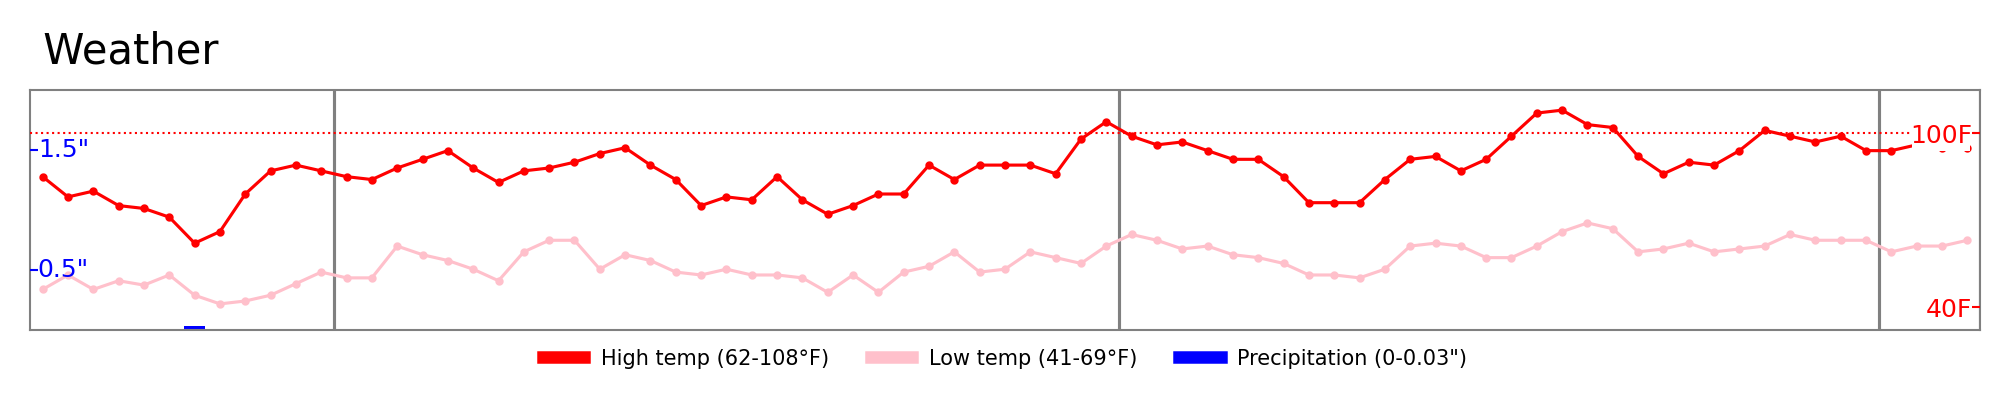 Weather
1.5"
100F
0.5"
40F
High temp (62-108°F)
Low temp (41-69°F)
Precipitation (0-0.03")